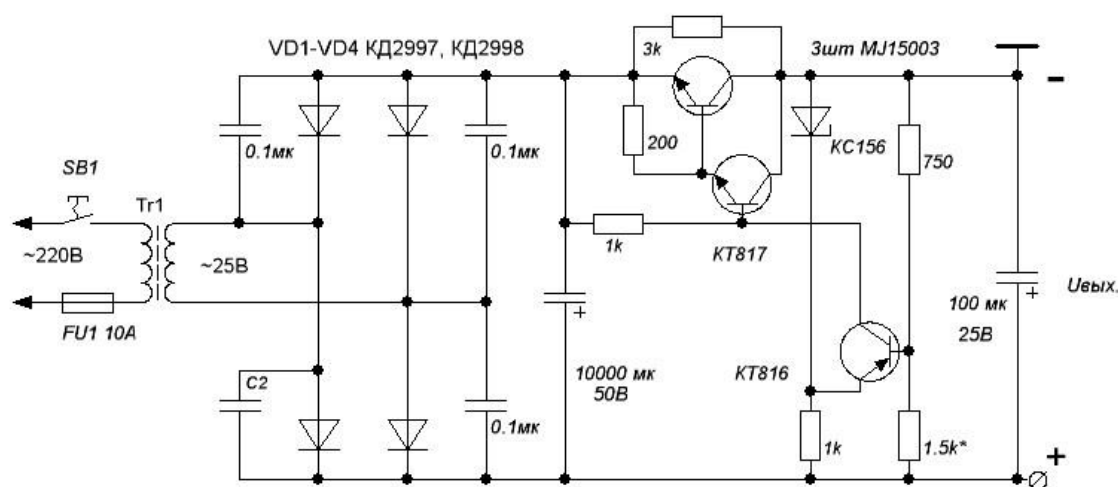 VD1-VD4 КД2997, КД2998
3k
3шт MJ15003
-
0.1мк
0.1мк
200
КС156
750
SB1
Tr1
1k
КТ817
~220В
~25В
+
100 мк
25В
Uвых.
FU1 10А
10000 мк
50В
КТ816
C2
0.1мк
1k
1.5k*
+